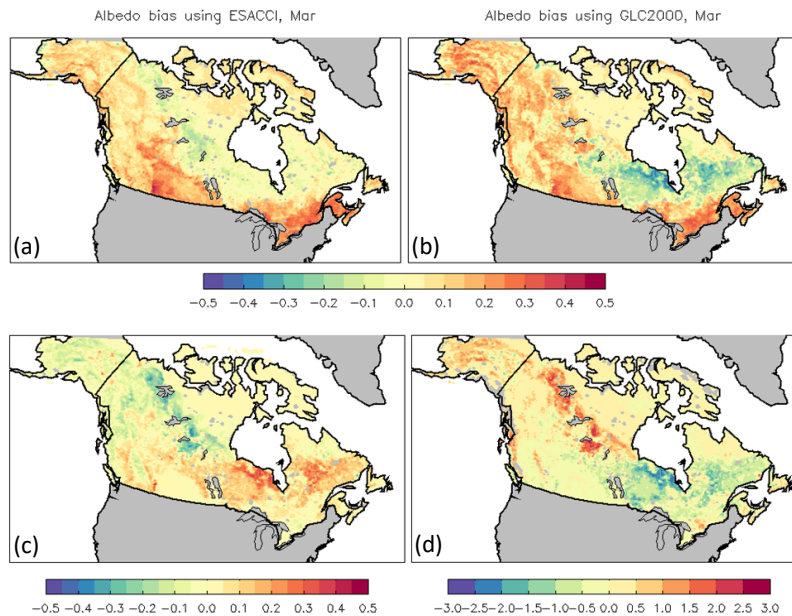 Albedo bias using ESACCI, Mar
Albedo bias using GLC2000, Mar
(a)
(b)
-0.5 -0.4 -0.3 -0.2 -0.1 0.0 0.1 0.2 0.3 0.4 0.5
(c)
(d)
-0.5 -0.4 -0.3 -0.2 -0.1 0.0 0.1 0.2 0.3 0.4 0.5
-3.0 -2.5 -2.0 -1.5 -1.0 -0.5 0.0 0.5 1.0 1.5 2.0 2.5 3.0